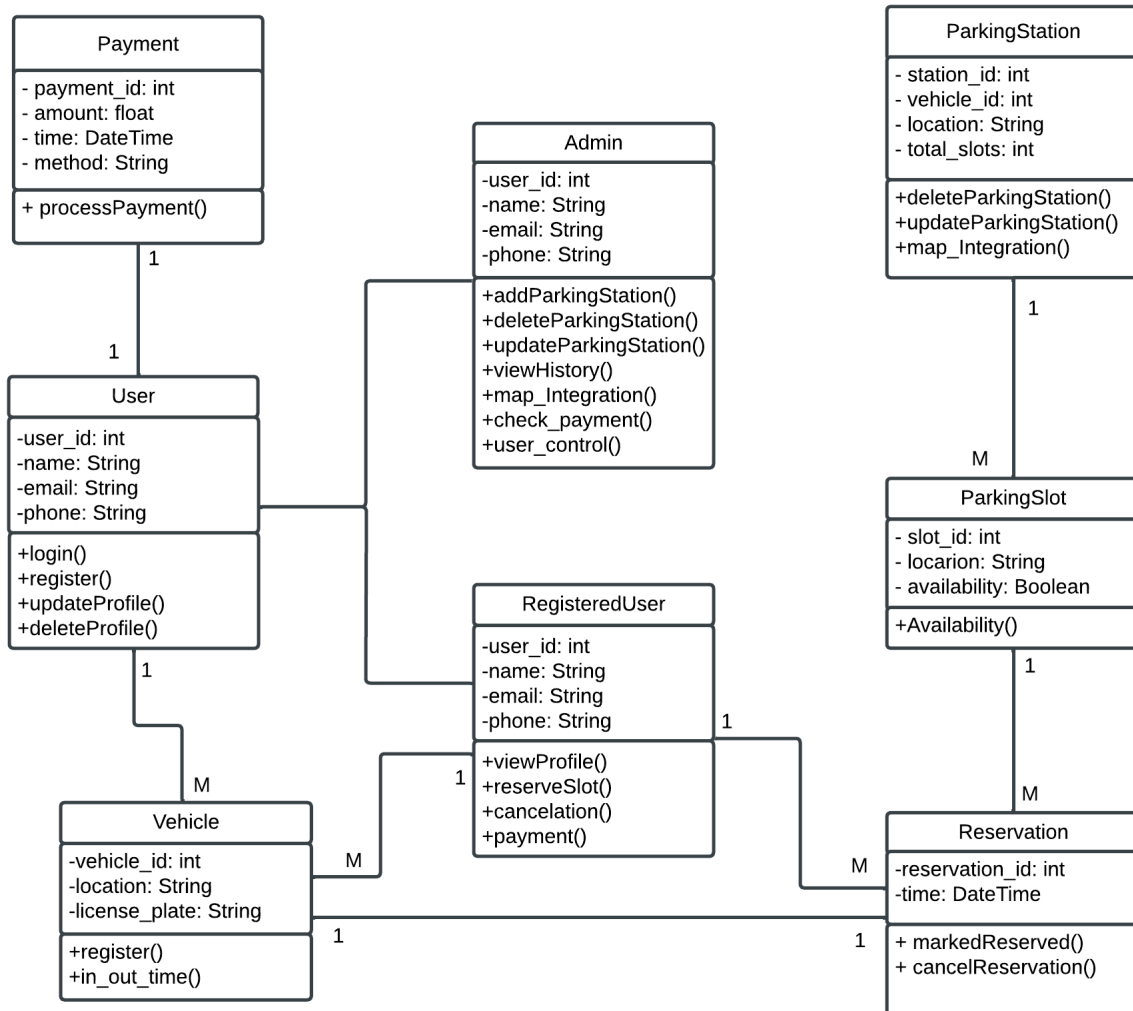 Payment
- payment_id: int
- amount: float
- time: DateTime
- method: String
+ processPayment()
1
1
User
-user_id: int
-name: String
-email: String
-phone: String
+login()
+register()
+updateProfile()
+deleteProfile()
1
M
Vehicle
-vehicle_id: int
-location: String
-license_plate: String
+register()
+in_out_time()
Admin
-user_id: int
-name: String
-email: String
-phone: String
+addParkingStation()
+deleteParkingStation()
+updateParkingStation()
+viewHistory()
+map_Integration()
+check_payment()
+user_control()
RegisteredUser
-user_id: int
-name: String
-email: String
-phone: String
+viewProfile()
+reserveSlot()
+cancelation()
+payment()
1
M
1
M
1
1
ParkingStation
- station_id: int
- vehicle_id: int
- location: String
- total_slots: int
+deleteParkingStation()
+updateParkingStation()
+map_Integration()
1
M
ParkingSlot
- slot_id: int
- locarion: String
- availability: Boolean
+Availability()
1
M
Reservation
-reservation_id: int
-time: DateTime
+ markedReserved()
+ cancelReservation()